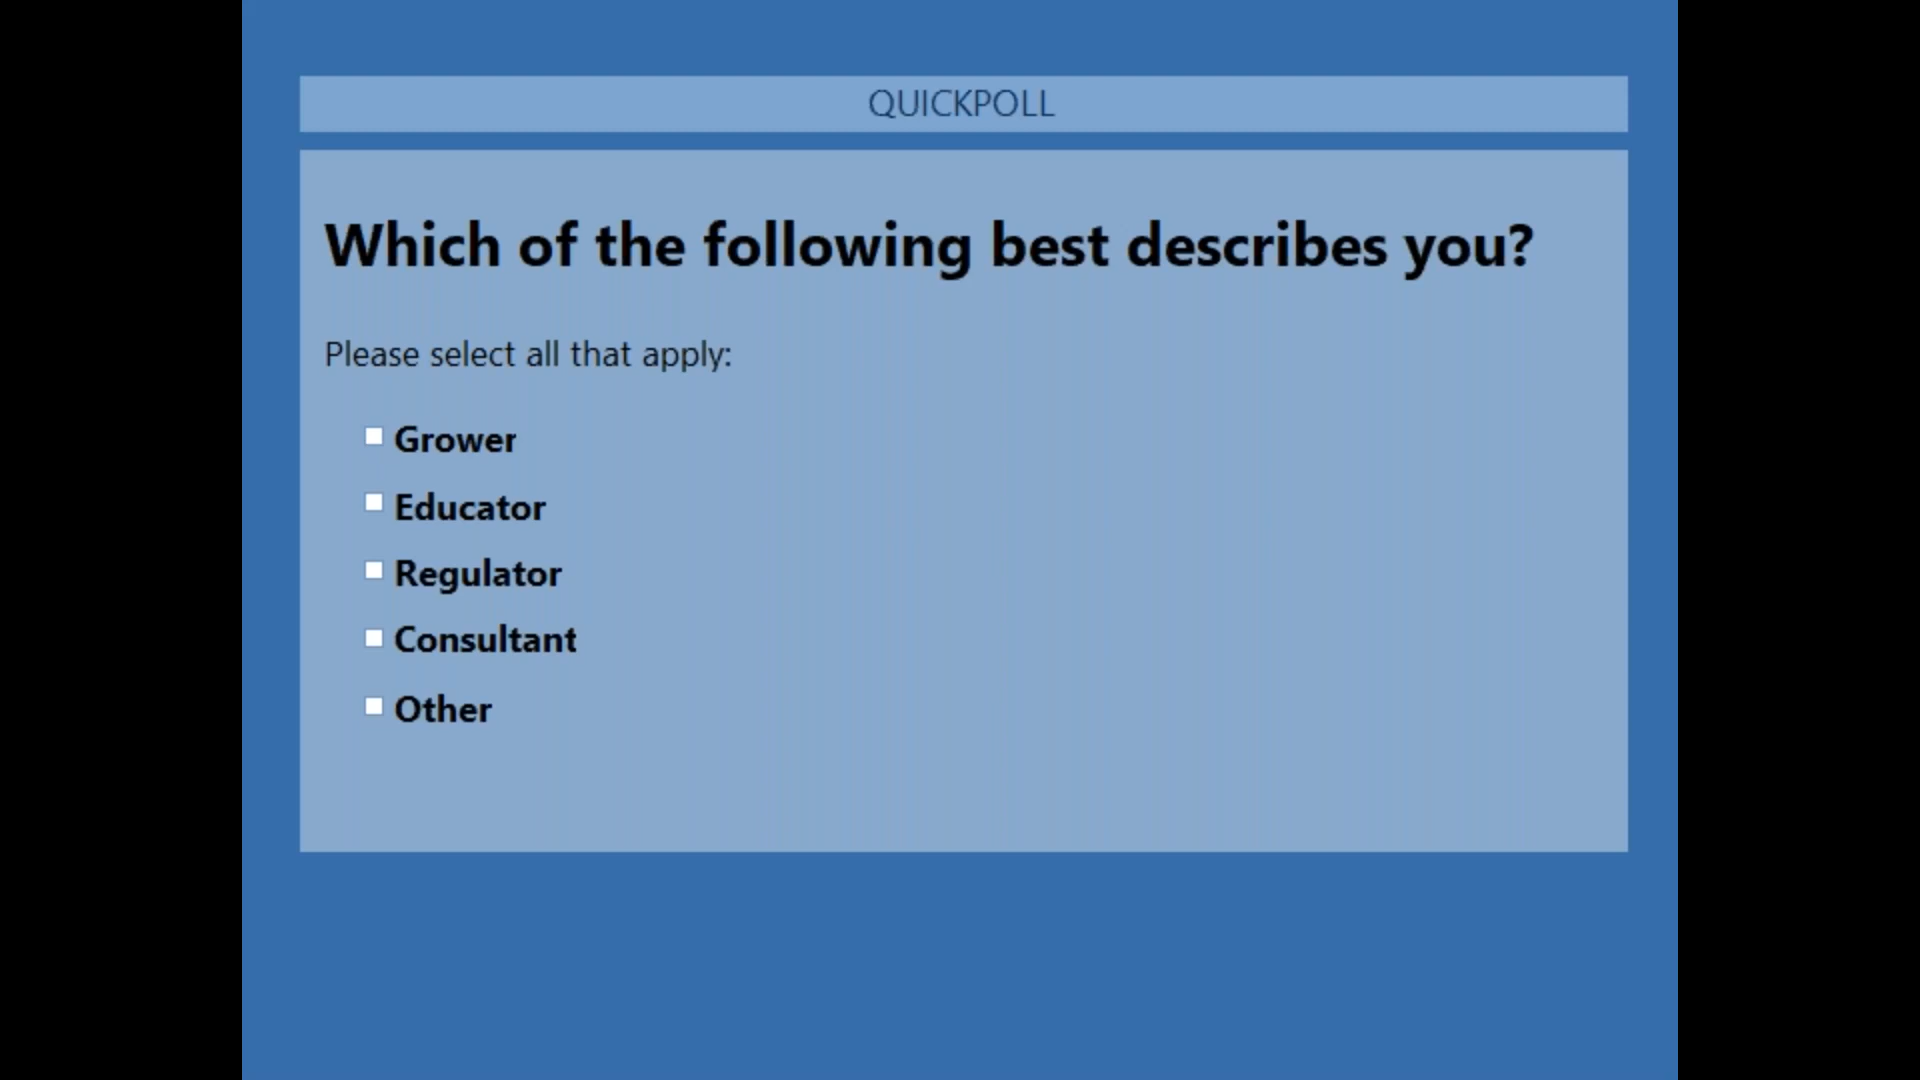 QUICKPOLL
Which of the following best describes you?
Please select all that apply:
Grower
Educator
Regulator
Consultant
Other